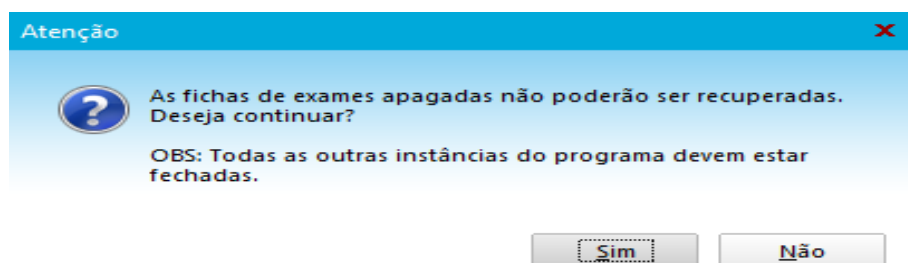 Atenção
As fichas de exames apagadas não poderão ser recuperadas.
Deseja continuar?
OBS: Todas as outras instâncias do programa devem estar
fechadas.
Sim
Não